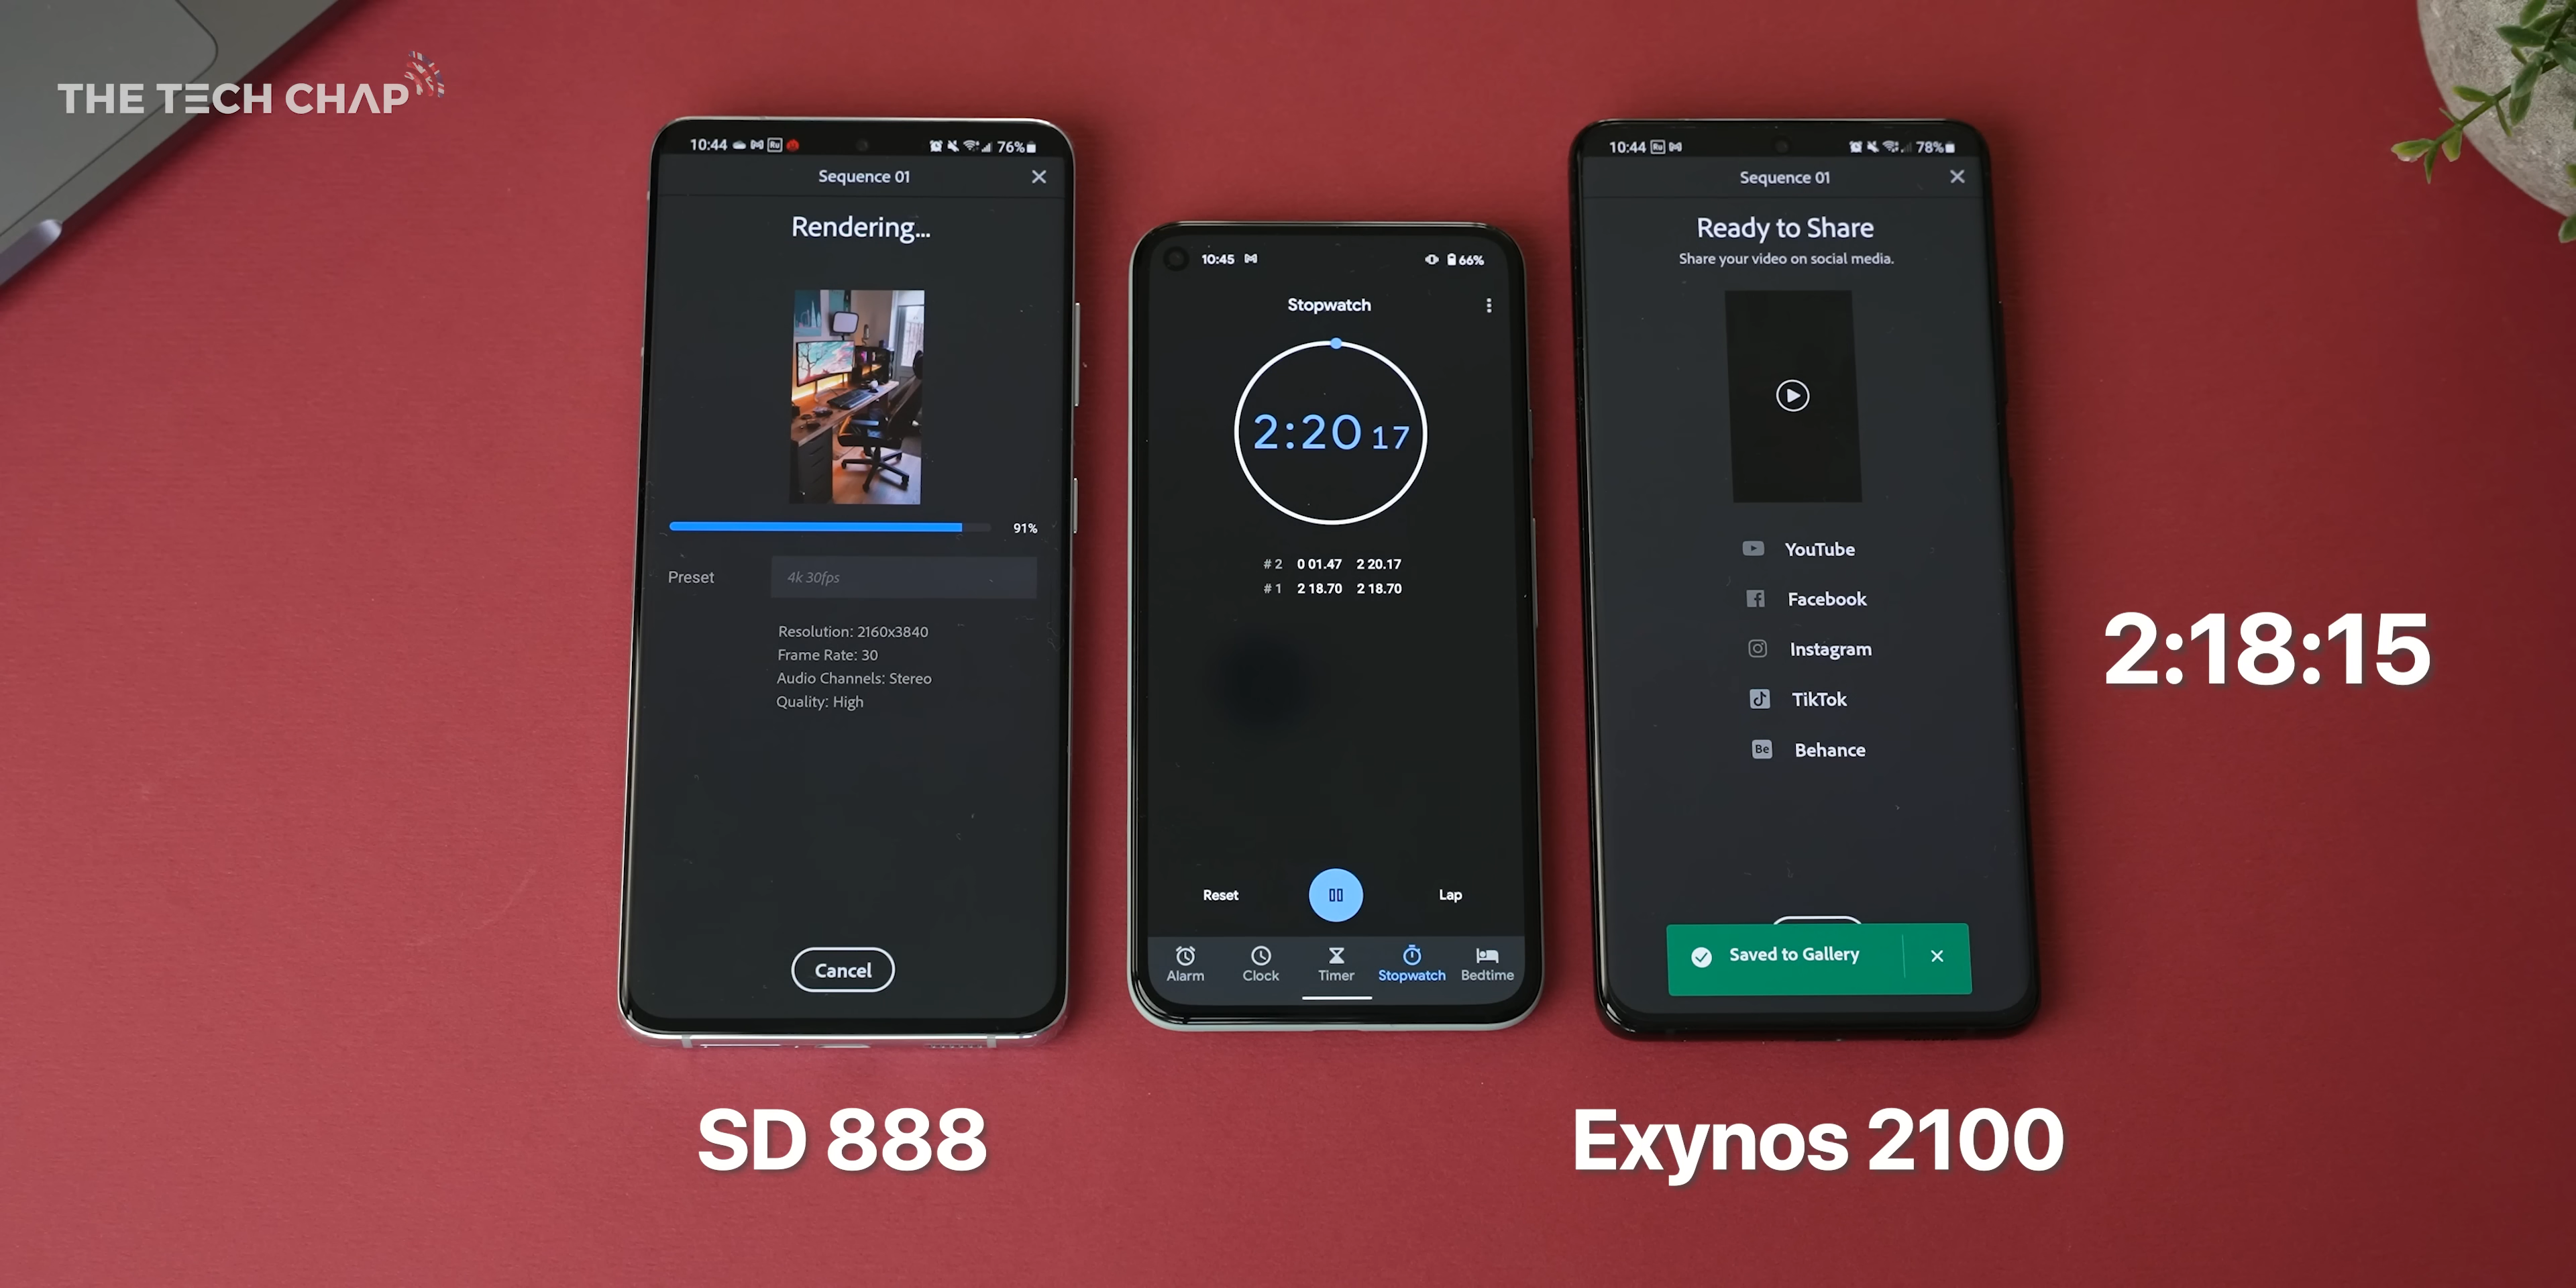 THE TECH CHAP
10:44 Ru 76%
Sequence 01
Rendering...
91%
Preset 4k 30fps
Resolution: 2160x3840
Frame Rate: 30
Audio Channels: Stereo
Quality: High
Cancel
SD 888
10:45 66%
Stopwatch
2:20 17
# 2 0 01.47 2 20.17
# 1 2 18.70 2 18.70
Reset Lap
Alarm Clock Timer Stopwatch Bedtime
10:44 Ru 78%
Sequence 01
Ready to Share
Share your video on social media.
YouTube
Facebook
Instagram
TikTok
Be Behance
Saved to Gallery
Exynos 2100
2:18:15